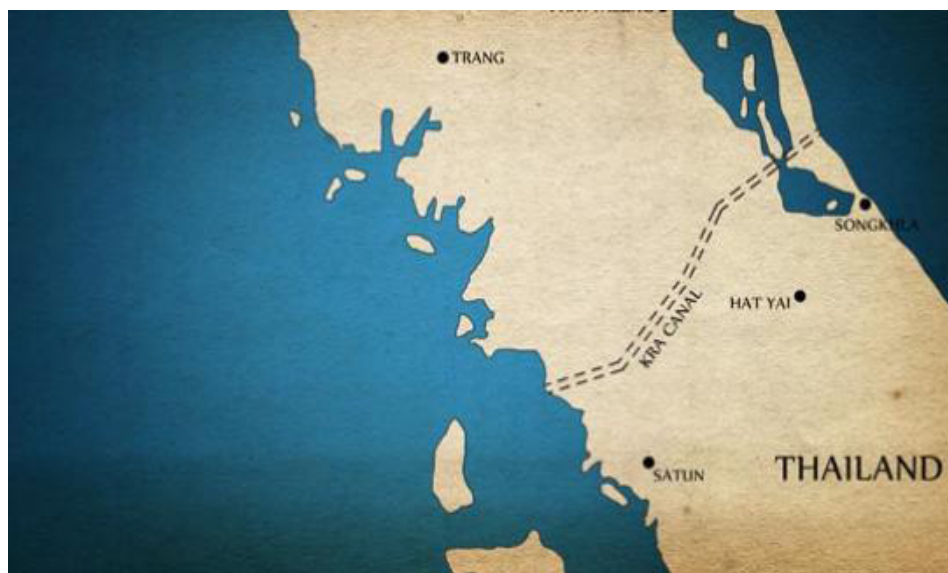 TRANG
SONGKHLA
HAT YAI
KRA CANAL
SATUN
THAILAND